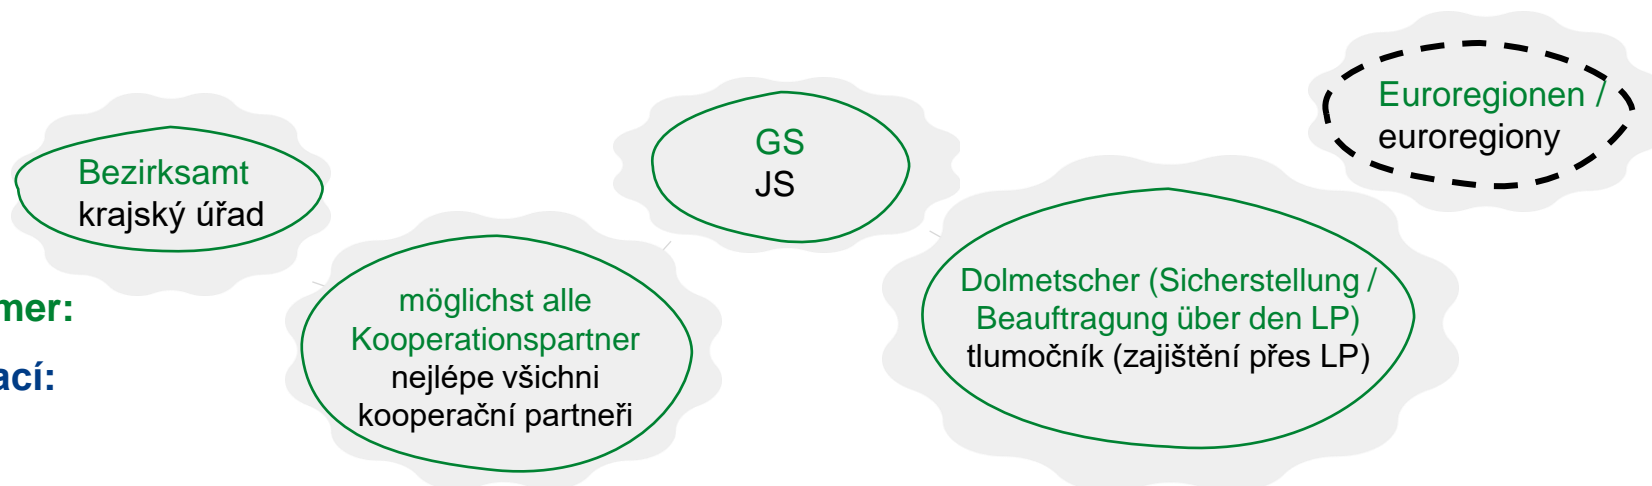 Bezirksamt
krajský úřad
mer:
ací:
möglichst alle
Kooperationspartner
nejlépe všichni
kooperační partneři
GS
JS
Dolmetscher (Sicherstellung /
Beauftragung über den LP)
tlumočník (zajištění přes LP)
Euroregionen /
euroregiony